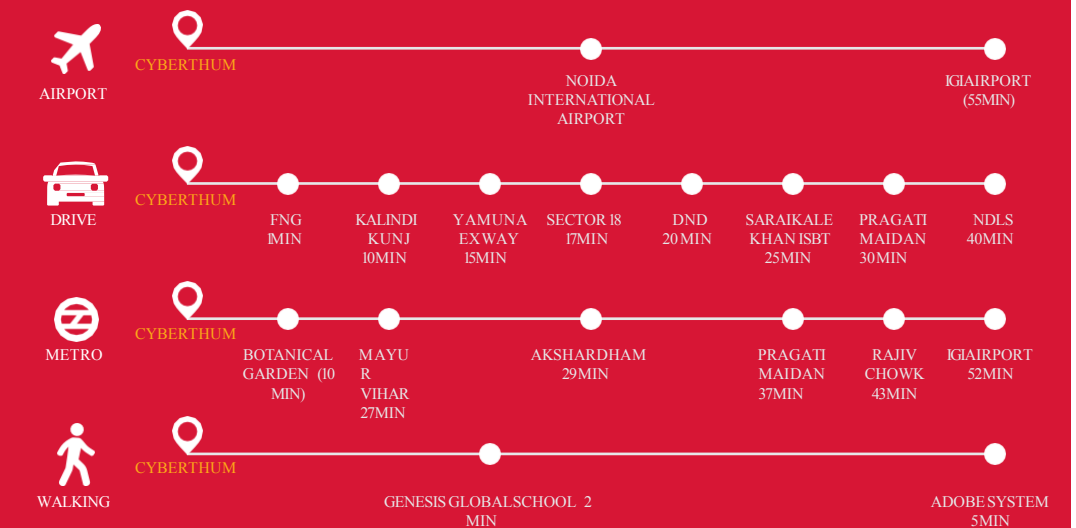 CYBERTHUM
AIRPORT
NOIDA
INTERNATIONAL
AIRPORT
IGIAIRPORT
(55MIN)
CYBERTHUM
DRIVE
FNG
1MIN
KALINDI
KUNJ
10MIN
YAMUNA
EXWAY
15MIN
SECTOR 18
17MIN
DND
20 MIN
SARAIKALE
KHAN ISBT
25MIN
PRAGATI
MAIDAN
30MIN
NDLS
40MIN
CYBERTHUM
METRO
BOTANICAL
GARDEN (10
MIN)
MAYU
R
VIHAR
27MIN
AKSHARDHAM
29MIN
PRAGATI
MAIDAN
37MIN
RAJIV
CHOWK
43MIN
IGIAIRPORT
52MIN
CYBERTHUM
WALKING
GENESIS GLOBALSCHOOL 2
MIN
ADOBE SYSTEM
5MIN